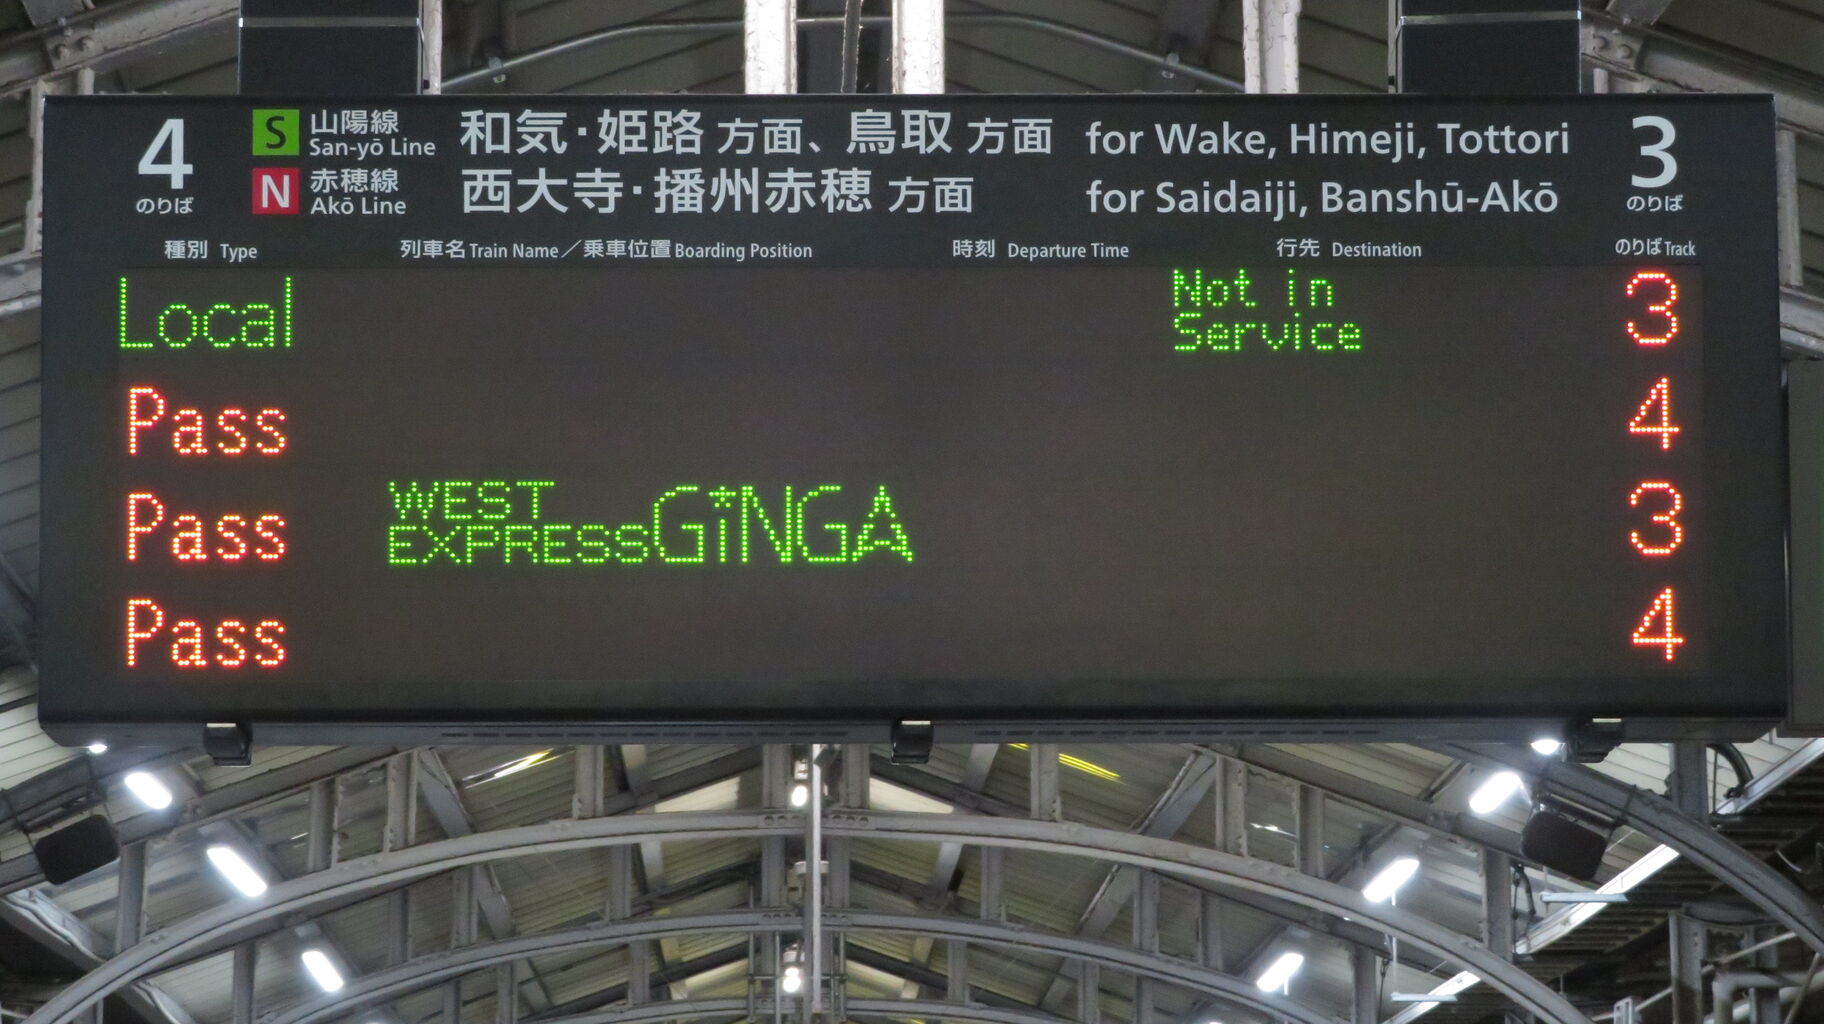 4 のりば
S 山陽線 San-yō Line 和気・姫路 方面、鳥取 方面 for Wake, Himeji, Tottori
N 赤穂線 Akō Line 西大寺・播州赤穂 方面 for Saidaiji, Banshū-Akō
3 のりば
種別 Type 列車名 Train Name／乗車位置 Boarding Position 時刻 Departure Time 行先 Destination のりば Track
Local Not in Service 3
Pass 4
Pass WEST EXPRESS GiNGA 3
Pass 4